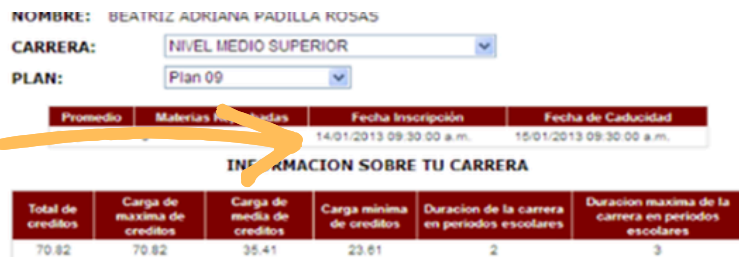 NOMBRE: BEATRIZ ADRIANA PADILLA ROSAS
CARRERA: NIVEL MEDIO SUPERIOR
PLAN: Plan 09
Promedio Materias Fecha Inscripción Fecha de Caducidad
14/01/2013 09:30:00 a.m. 15/01/2013 09:30:00 a.m.
SOBRE TU CARRERA
Total de creditos Carga de maxima de creditos Carga de media de creditos Carga minima de creditos Duracion de la carrera en periodos escolares Duracion maxima de la carrera en periodos escolares
70.82 70.82 35.41 23.61 2 3